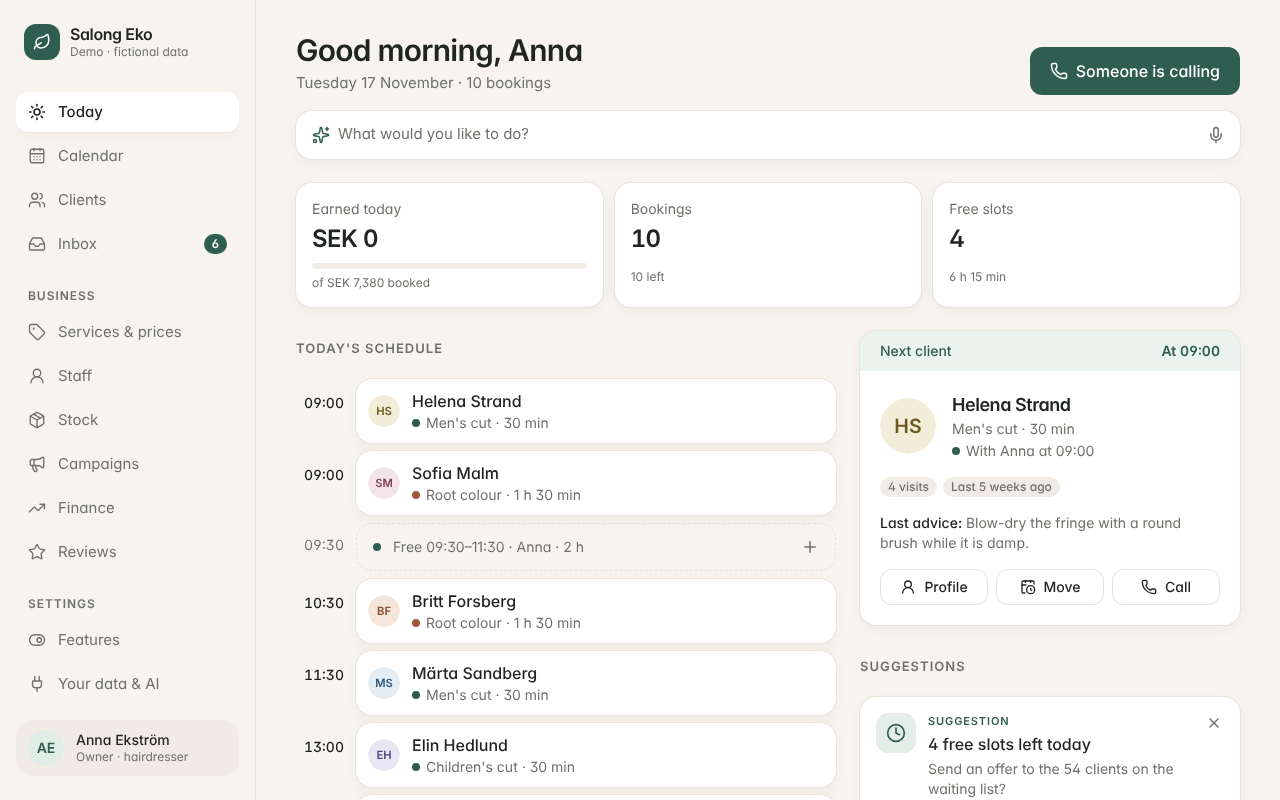 Salong Eko
Demo · fictional data
Today
Calendar
Clients
Inbox
6
BUSINESS
Services & prices
Staff
Stock
Campaigns
Finance
Reviews
SETTINGS
Features
Your data & AI
AE
Anna Ekström
Owner · hairdresser
Good morning, Anna
Tuesday 17 November · 10 bookings
Someone is calling
What would you like to do?
Earned today
SEK 0
of SEK 7,380 booked
Bookings
10
10 left
Free slots
4
6 h 15 min
TODAY'S SCHEDULE
09:00
HS
Helena Strand
Men's cut · 30 min
09:00
SM
Sofia Malm
Root colour · 1 h 30 min
09:30
Free 09:30–11:30 · Anna · 2 h
10:30
BF
Britt Forsberg
Root colour · 1 h 30 min
11:30
MS
Märta Sandberg
Men's cut · 30 min
13:00
EH
Elin Hedlund
Children's cut · 30 min
Next client
At 09:00
HS
Helena Strand
Men's cut · 30 min
With Anna at 09:00
4 visits
Last 5 weeks ago
Last advice: Blow-dry the fringe with a round
brush while it is damp.
Profile
Move
Call
SUGGESTIONS
SUGGESTION
4 free slots left today
Send an offer to the 54 clients on the
waiting list?